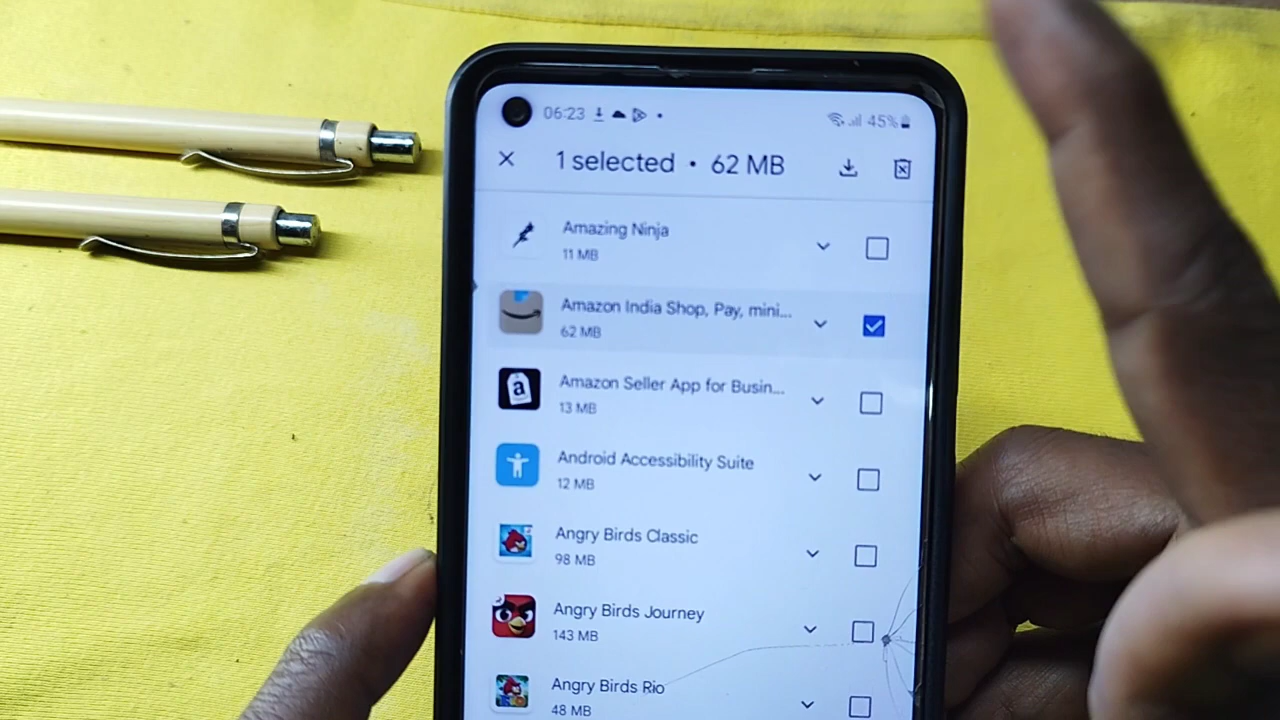 06:23 45%
1 selected • 62 MB
Amazing Ninja
11 MB
Amazon India Shop, Pay, mini...
62 MB
Amazon Seller App for Busin...
13 MB
Android Accessibility Suite
12 MB
Angry Birds Classic
98 MB
Angry Birds Journey
143 MB
Angry Birds Rio
48 MB